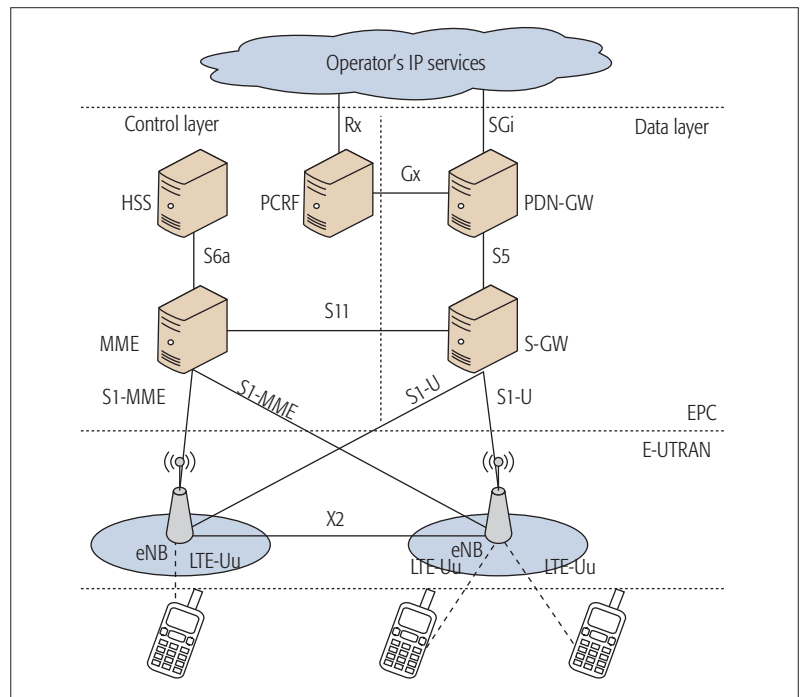 Operator's IP services
Control layer
Rx
SGi
Data layer
Gx
HSS
PCRF
PDN-GW
S6a
S5
S11
MME
S-GW
S1-MME
S1-MME
S1-U
S1-U
EPC
E-UTRAN
X2
eNB
LTE-Uu
eNB
LTE-Uu
LTE-Uu